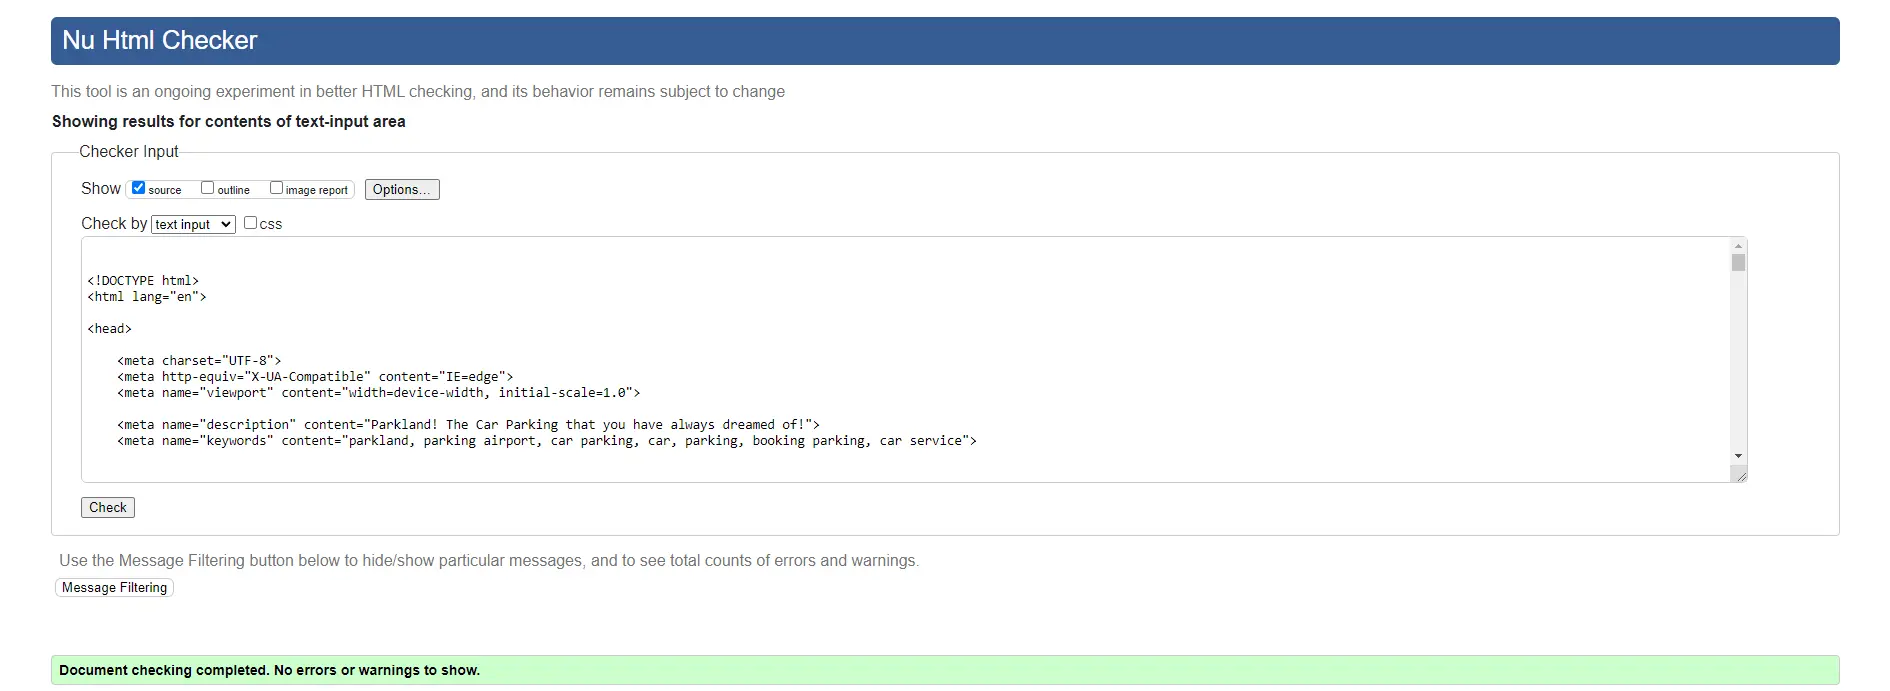 Nu Html Checker
This tool is an ongoing experiment in better HTML checking, and its behavior remains subject to change
Showing results for contents of text-input area
Checker Input
Show source outline image report Options...
Check by text input css
<!DOCTYPE html>
<html lang="en">
<head>
<meta charset="UTF-8">
<meta http-equiv="X-UA-Compatible" content="IE=edge">
<meta name="viewport" content="width=device-width, initial-scale=1.0">
<meta name="description" content="Parkland! The Car Parking that you have always dreamed of!">
<meta name="keywords" content="parkland, parking airport, car parking, car, parking, booking parking, car service">
Check
Use the Message Filtering button below to hide/show particular messages, and to see total counts of errors and warnings.
Message Filtering
Document checking completed. No errors or warnings to show.